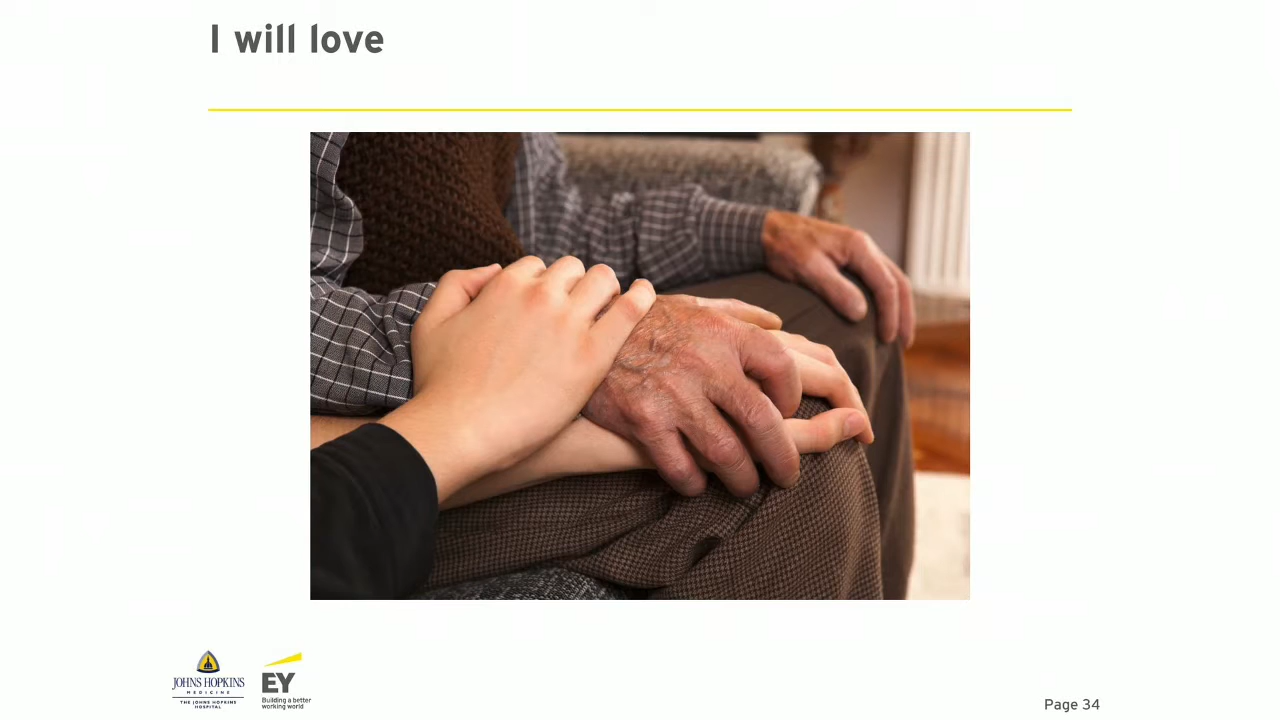 I will love
JOHNS HOPKINS
MEDICINE
THE JOHNS HOPKINS
HOSPITAL
EY
Building a better
working world
Page 34